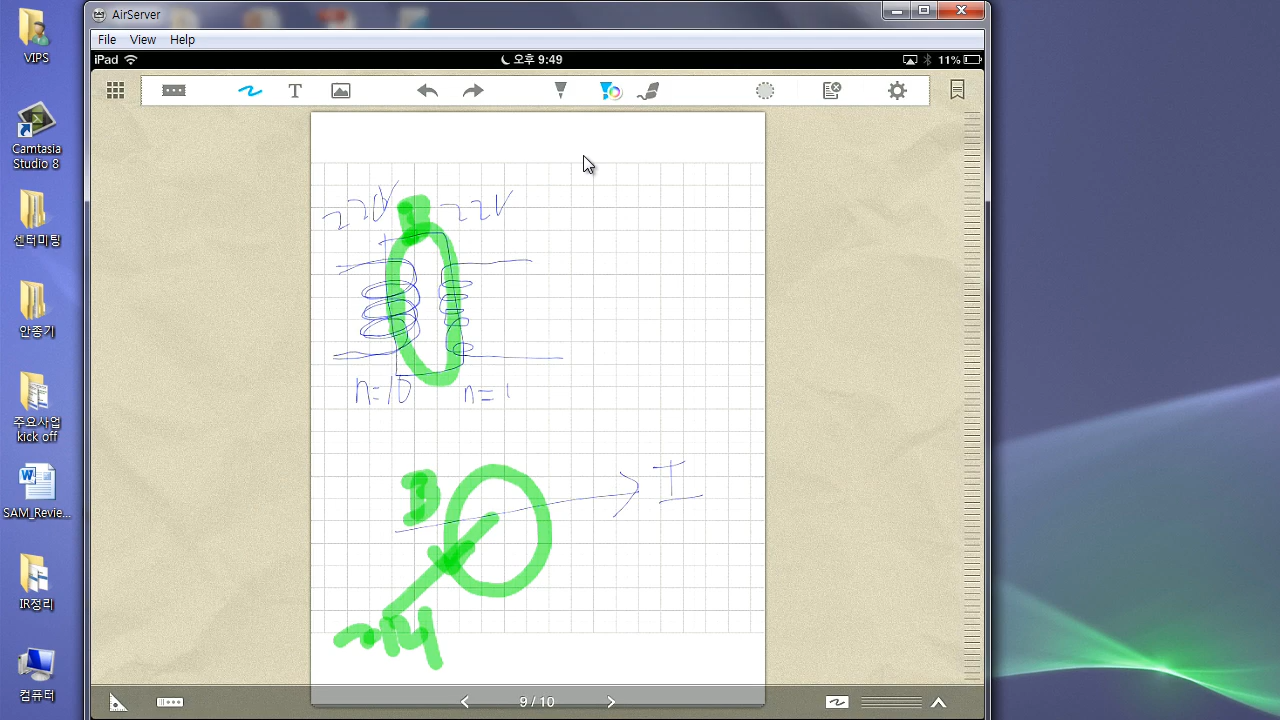 AirServer
File View Help
iPad 오후 9:49 11%
VIPS
Camtasia
Studio 8
센터미팅
안종기
주요사업
kick off
SAM_Revie...
IR정리
컴퓨터
T
220V B 22V
n=10 n=1
B
I
9 / 10